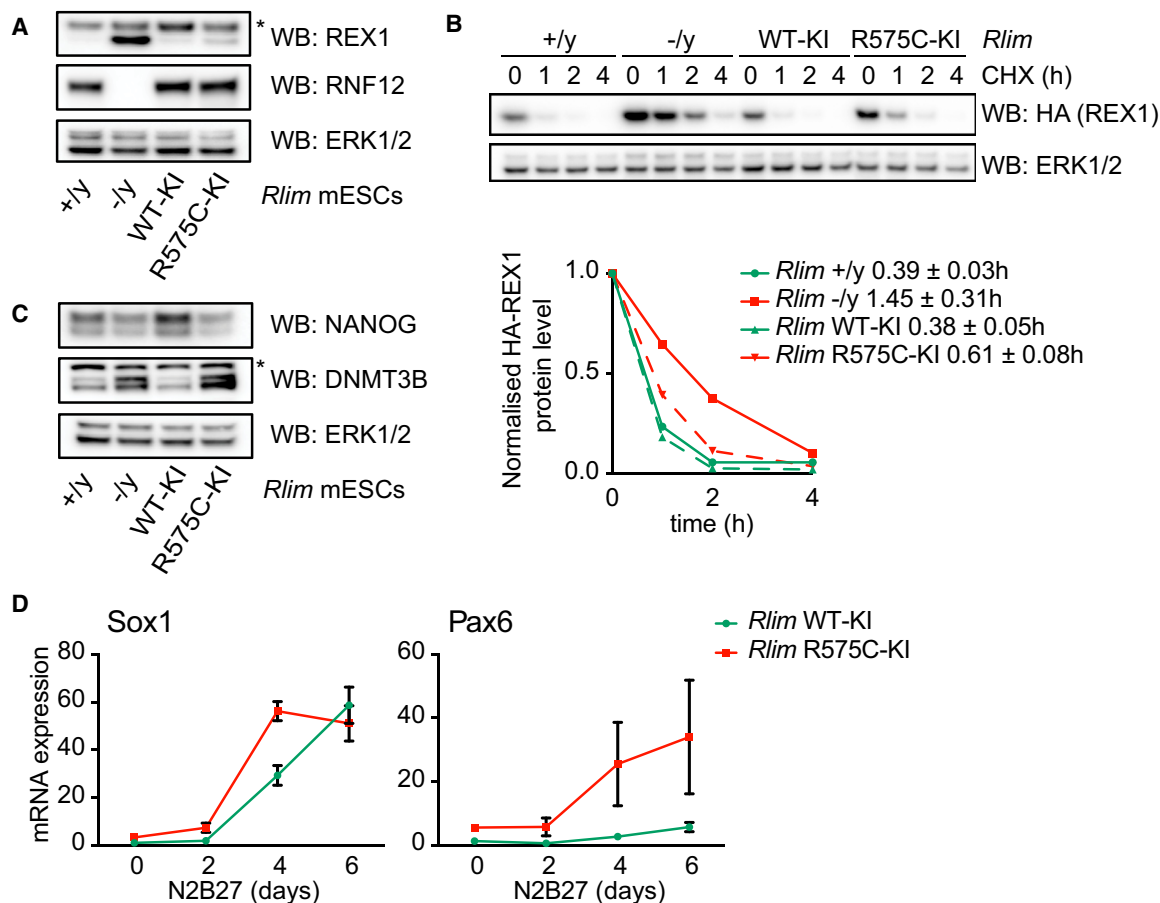 A
*
WB: REX1
WB: RNF12
WB: ERK1/2
+/y
-/y
WT-KI
R575C-KI
Rlim mESCs
B
+/y -/y WT-KI R575C-KI Rlim
0 1 2 4 0 1 2 4 0 1 2 4 0 1 2 4 CHX (h)
WB: HA (REX1)
WB: ERK1/2
Normalised HA-REX1
protein level
1.0
0.5
0.0
0 2 4
time (h)
Rlim +/y 0.39 ± 0.03h
Rlim -/y 1.45 ± 0.31h
Rlim WT-KI 0.38 ± 0.05h
Rlim R575C-KI 0.61 ± 0.08h
C
WB: NANOG
*
WB: DNMT3B
WB: ERK1/2
+/y
-/y
WT-KI
R575C-KI
Rlim mESCs
D
Sox1
mRNA expression
80
60
40
20
0
0 2 4 6
N2B27 (days)
Pax6
60
40
20
0
0 2 4 6
N2B27 (days)
Rlim WT-KI
Rlim R575C-KI